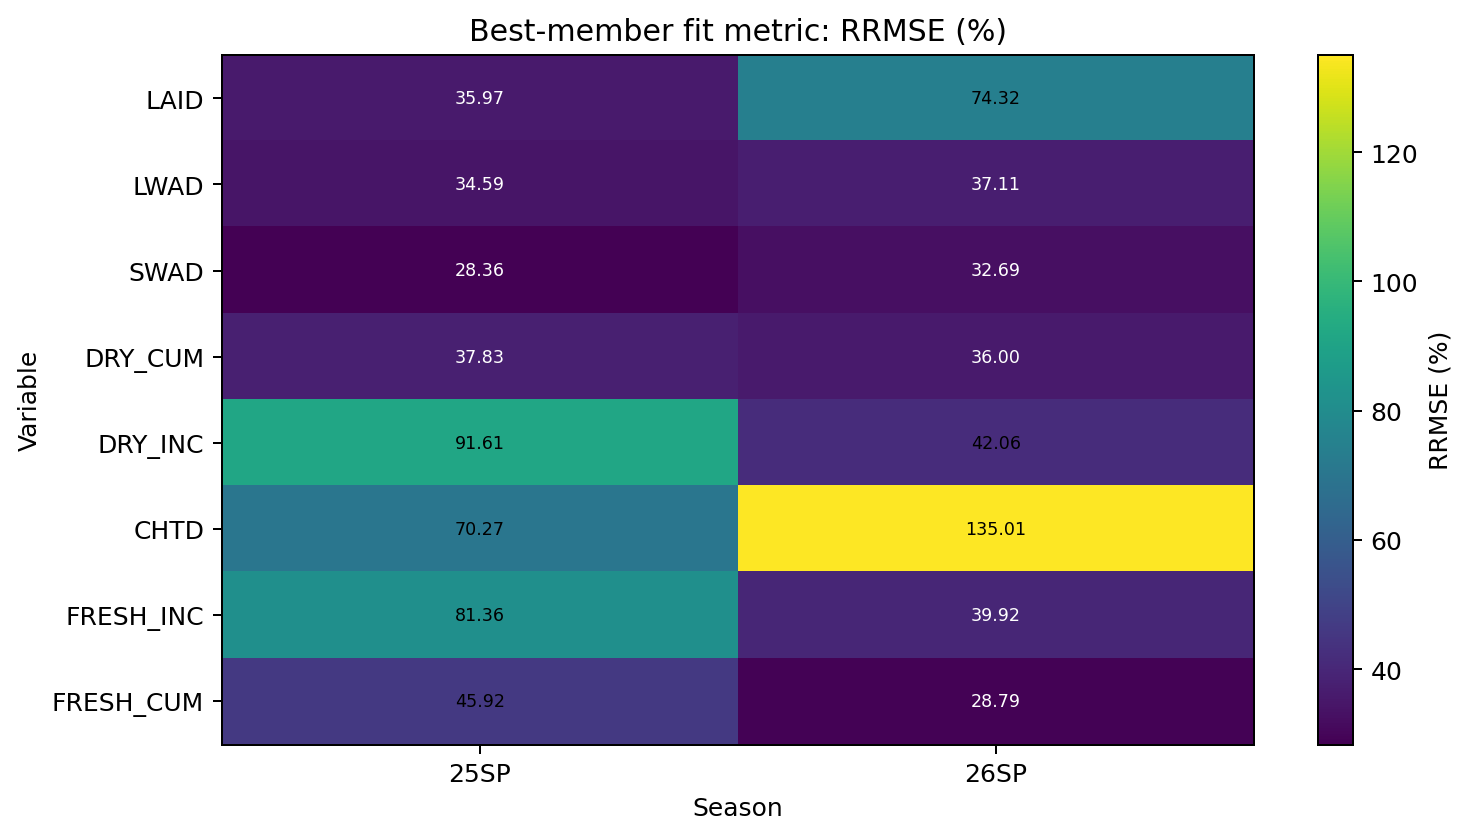 Best-member fit metric: RRMSE (%)
LAID 35.97 74.32
LWAD 34.59 37.11
SWAD 28.36 32.69
DRY_CUM 37.83 36.00
DRY_INC 91.61 42.06
CHTD 70.27 135.01
FRESH_INC 81.36 39.92
FRESH_CUM 45.92 28.79
25SP 26SP
Season
Variable
120
100
80
60
40
RRMSE (%)